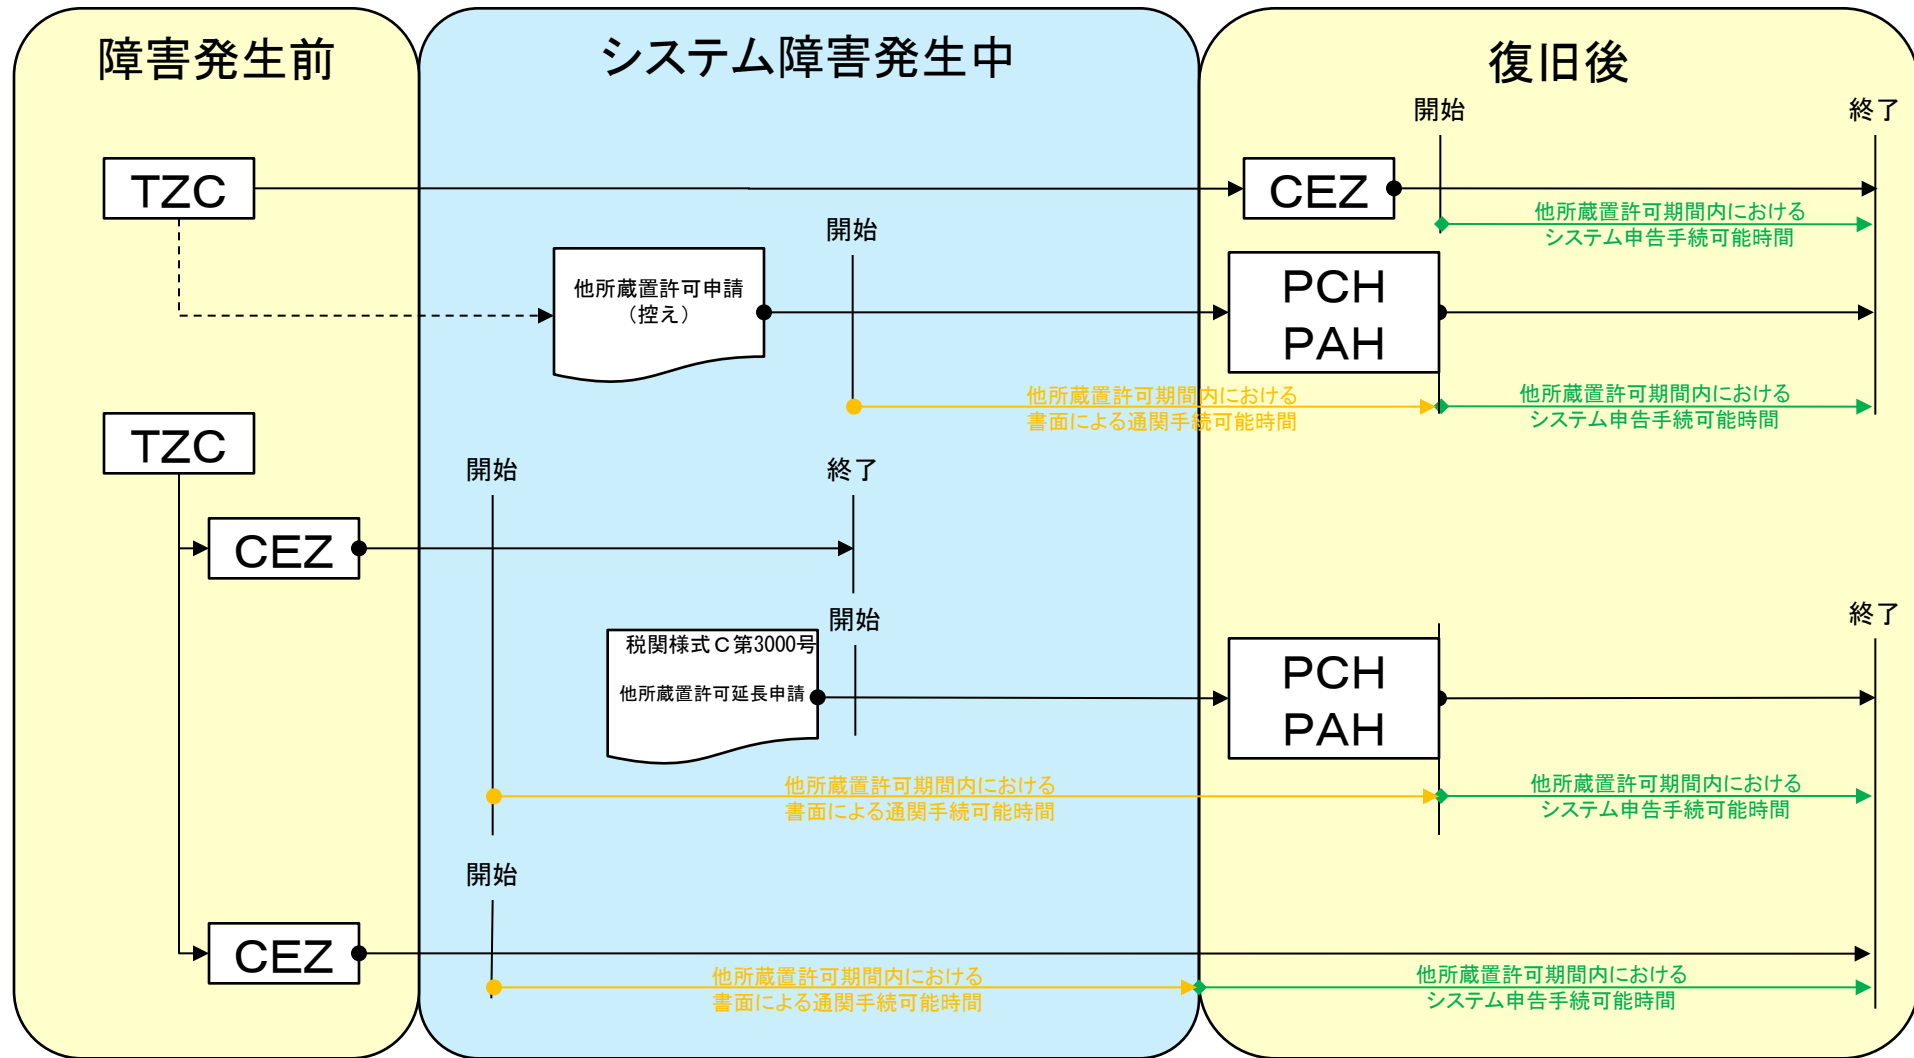 障害発生前
システム障害発生中
復旧後
開始
終了
TZC
CEZ
他所蔵置許可期間内における
システム申告手続可能時間
開始
他所蔵置許可申請
（控え）
PCH
PAH
他所蔵置許可期間内における
書面による通関手続可能時間
他所蔵置許可期間内における
システム申告手続可能時間
TZC
開始
終了
CEZ
開始
終了
税関様式Ｃ第3000号
他所蔵置許可延長申請
PCH
PAH
他所蔵置許可期間内における
書面による通関手続可能時間
他所蔵置許可期間内における
システム申告手続可能時間
開始
CEZ
他所蔵置許可期間内における
書面による通関手続可能時間
他所蔵置許可期間内における
システム申告手続可能時間